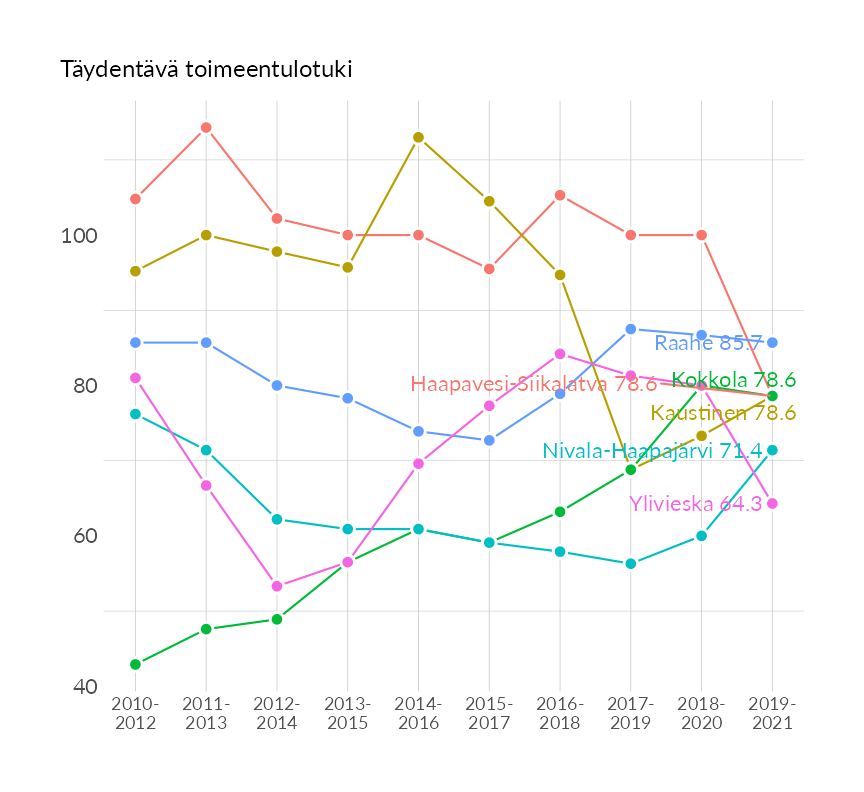 Täydentävä toimeentulotuki
100
80
60
40
Raahe 85.7
Kokkola 78.6
Haapavesi-Siikalatva 78.6
Kaustinen 78.6
Nivala-Haapajärvi 71.4
Ylivieska 64.3
2010- 2011- 2012- 2013- 2014- 2015- 2016- 2017- 2018- 2019-
2012 2013 2014 2015 2016 2017 2018 2019 2020 2021